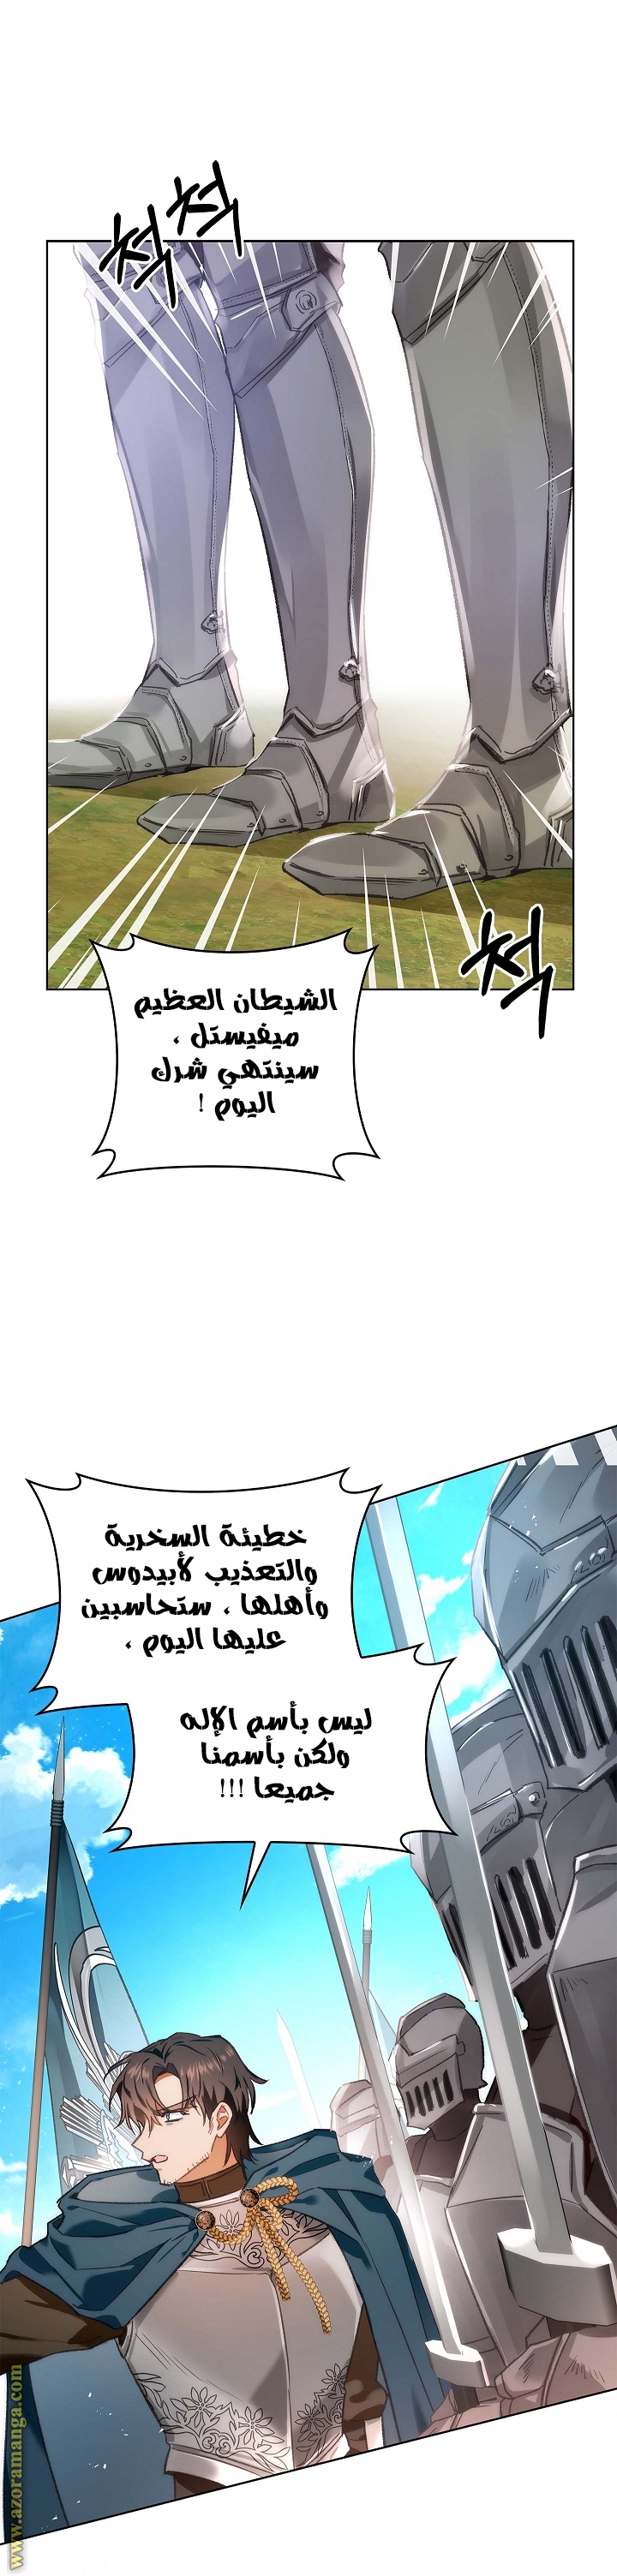 척 척
الشيطان العظيم
ميفيستل ،
سينتهي شرك
اليوم !
척
خطيئة السخرية
والتعذيب لأبيدوس
وأهلها ، ستحاسبين
عليها اليوم ،
ليس بأسم الإله
ولكن بأسمنا
جميعا !!!
www.azoramanga.com